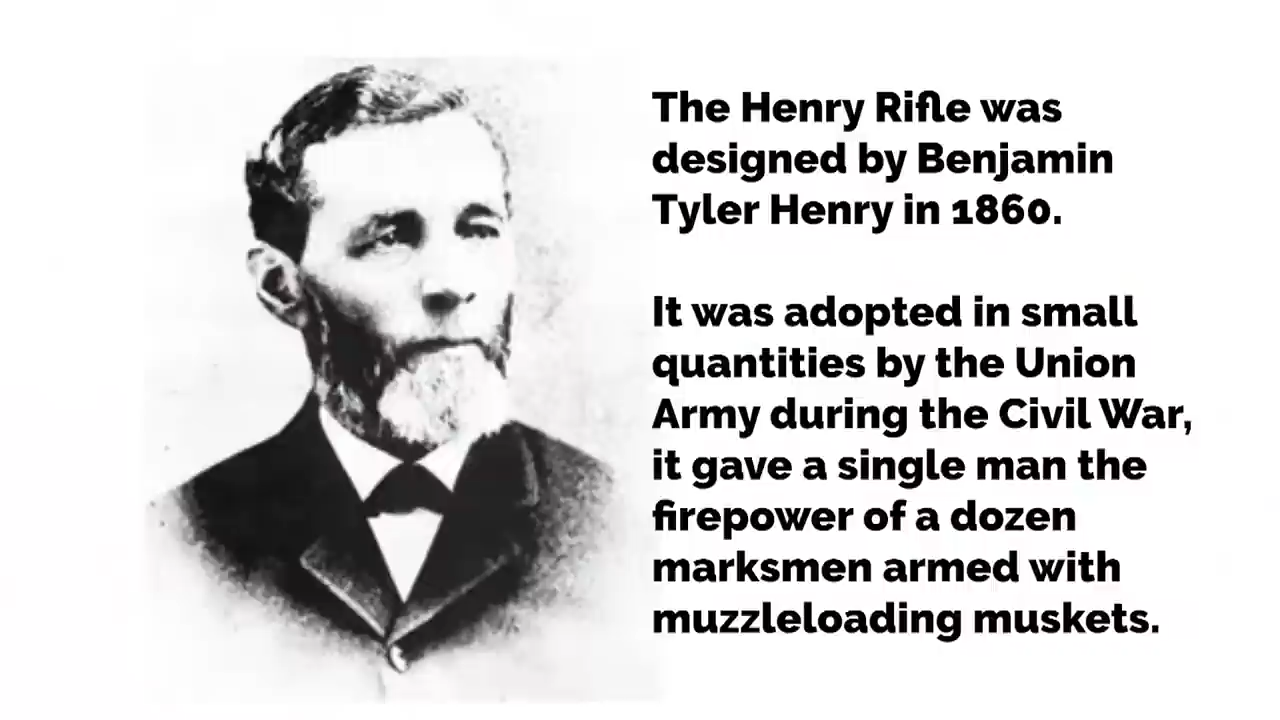 The Henry Rifle was
designed by Benjamin
Tyler Henry in 1860.
It was adopted in small
quantities by the Union
Army during the Civil War,
it gave a single man the
firepower of a dozen
marksmen armed with
muzzleloading muskets.